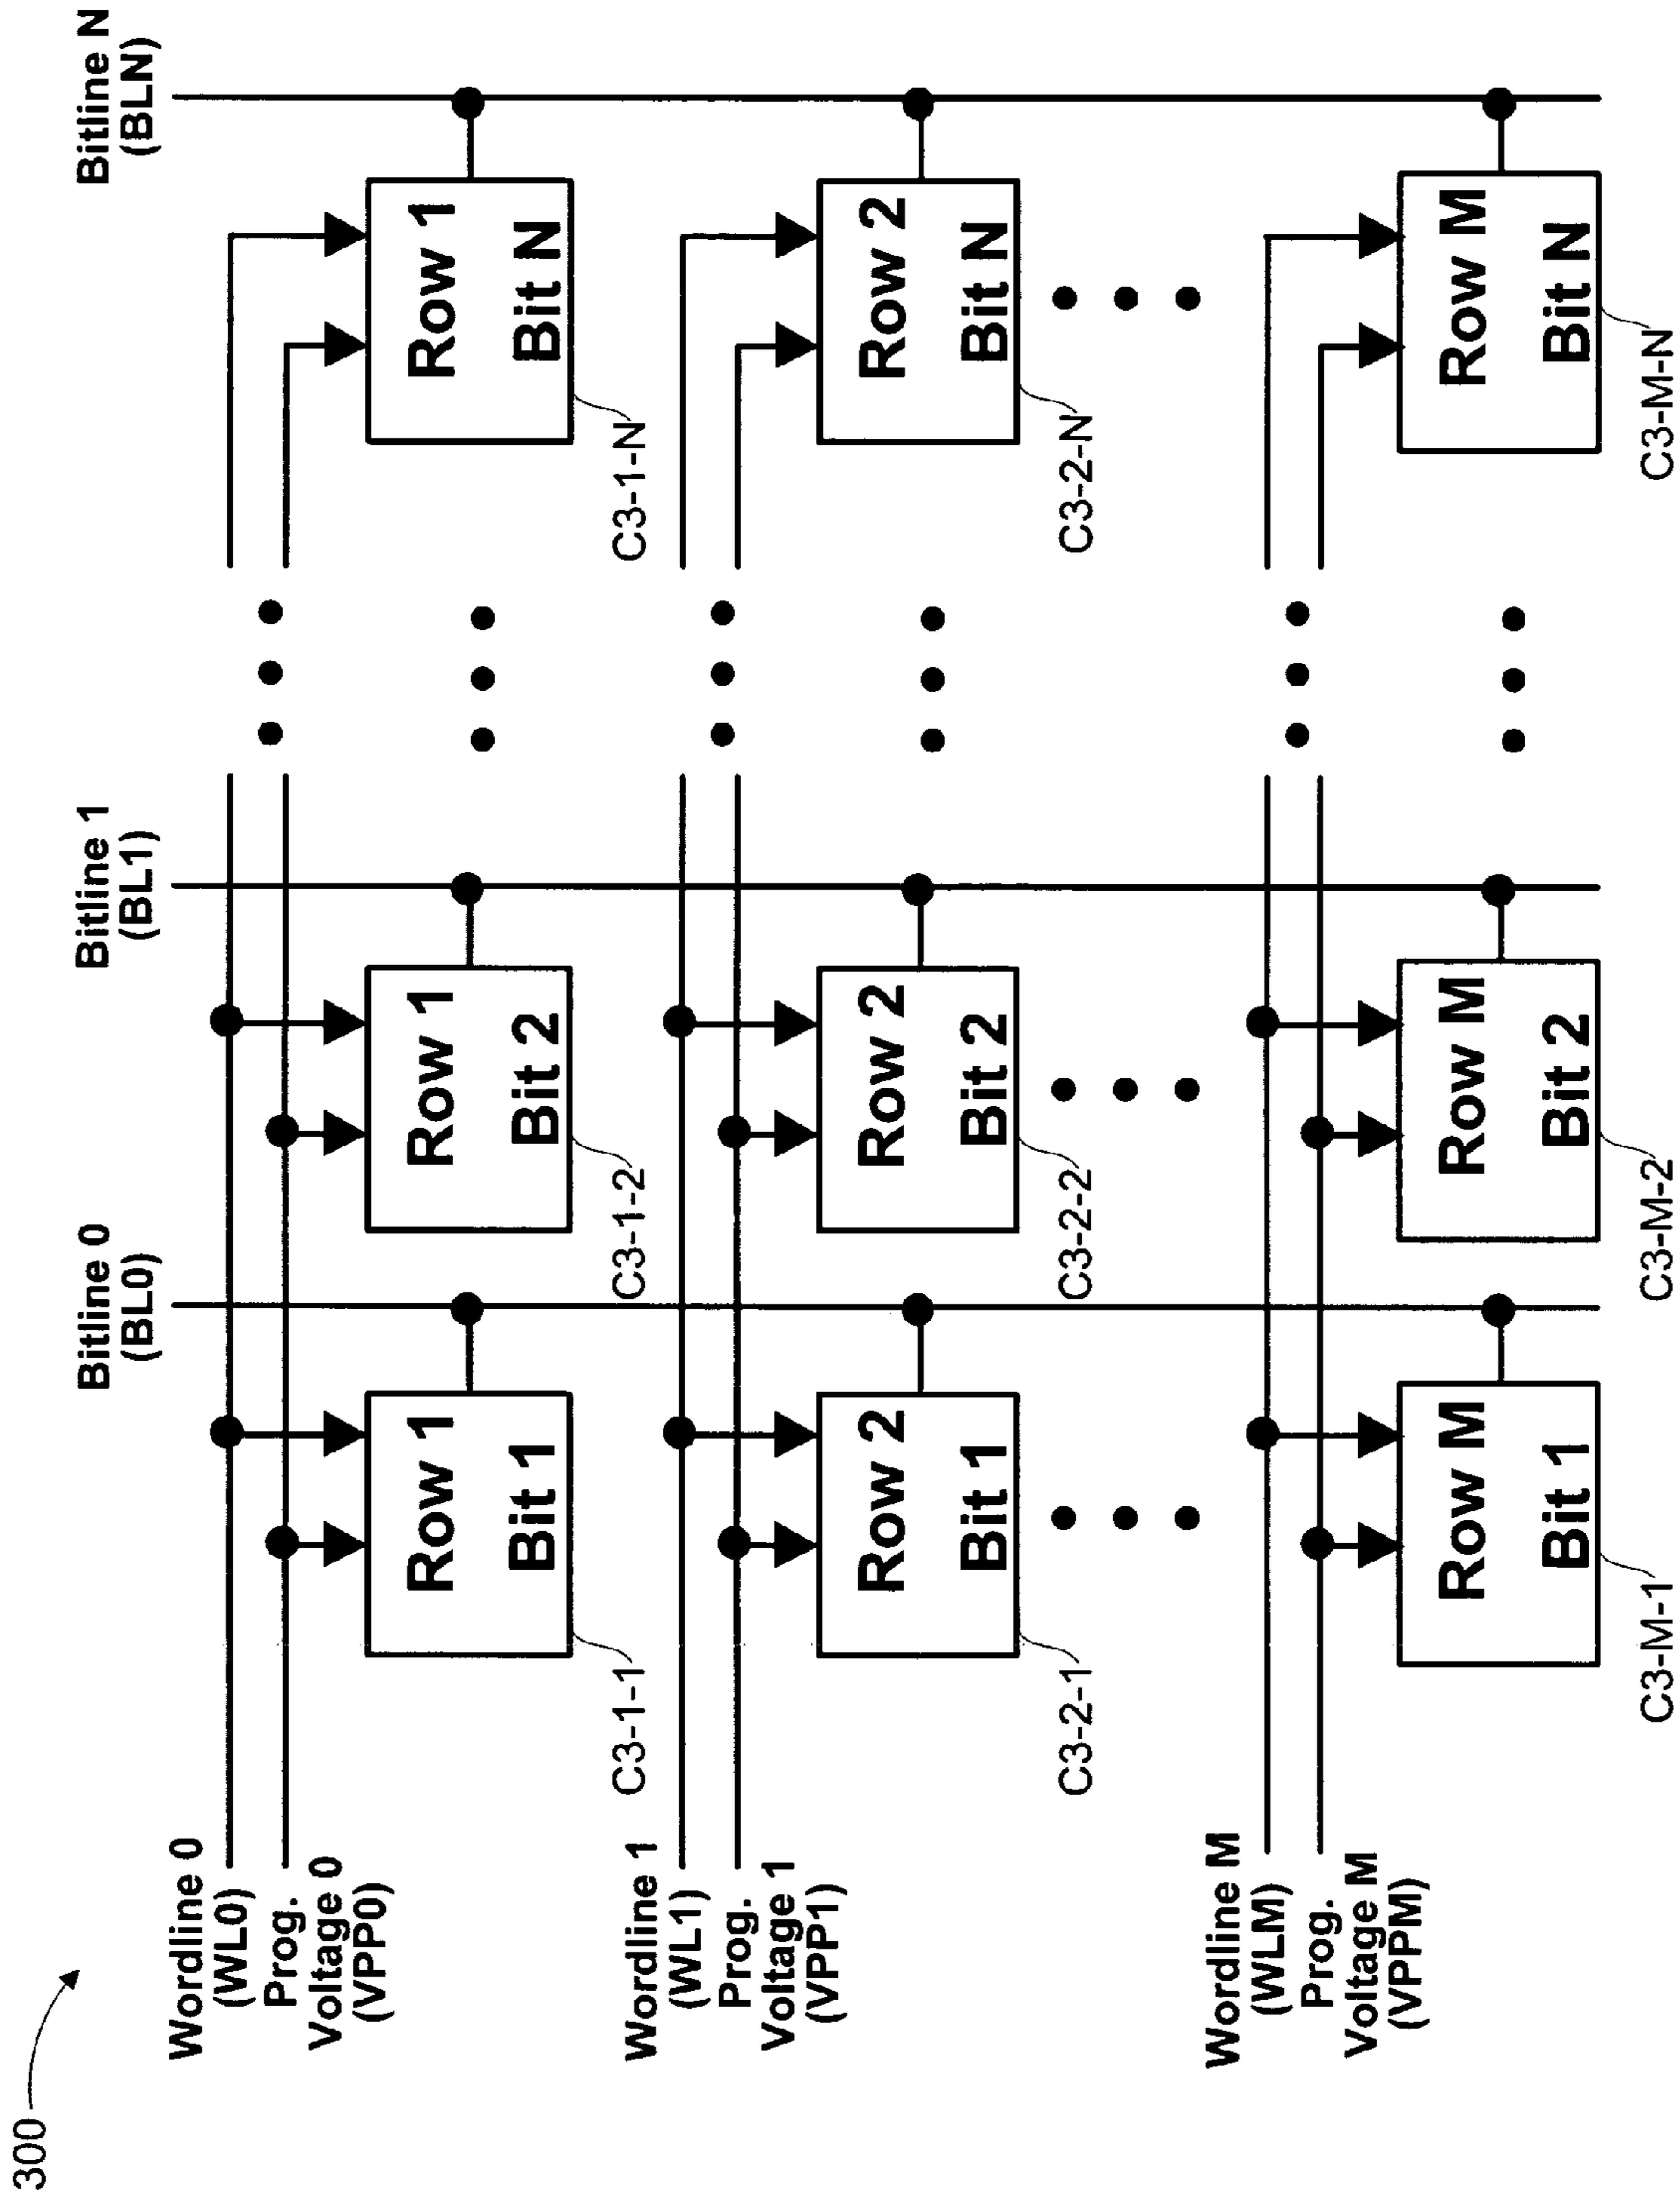 300
Bitline 0
(BL0)
Bitline 1
(BL1)
Bitline N
(BLN)
Wordline 0
(WL0)
Prog.
Voltage 0
(VPP0)
Row 1
Bit 1
Row 1
Bit 2
Row 1
Bit N
C3-1-1
C3-1-2
C3-1-N
Wordline 1
(WL1)
Prog.
Voltage 1
(VPP1)
Row 2
Bit 1
Row 2
Bit 2
Row 2
Bit N
C3-2-1
C3-2-2
C3-2-N
Wordline M
(WLM)
Prog.
Voltage M
(VPPM)
Row M
Bit 1
Row M
Bit 2
Row M
Bit N
C3-M-1
C3-M-2
C3-M-N